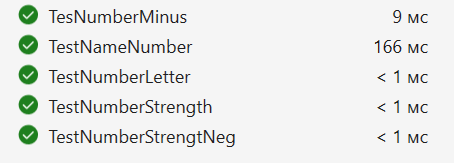 TesNumberMinus 9 мс
TestNameNumber 166 мс
TestNumberLetter < 1 мс
TestNumberStrength < 1 мс
TestNumberStrengtNeg < 1 мс